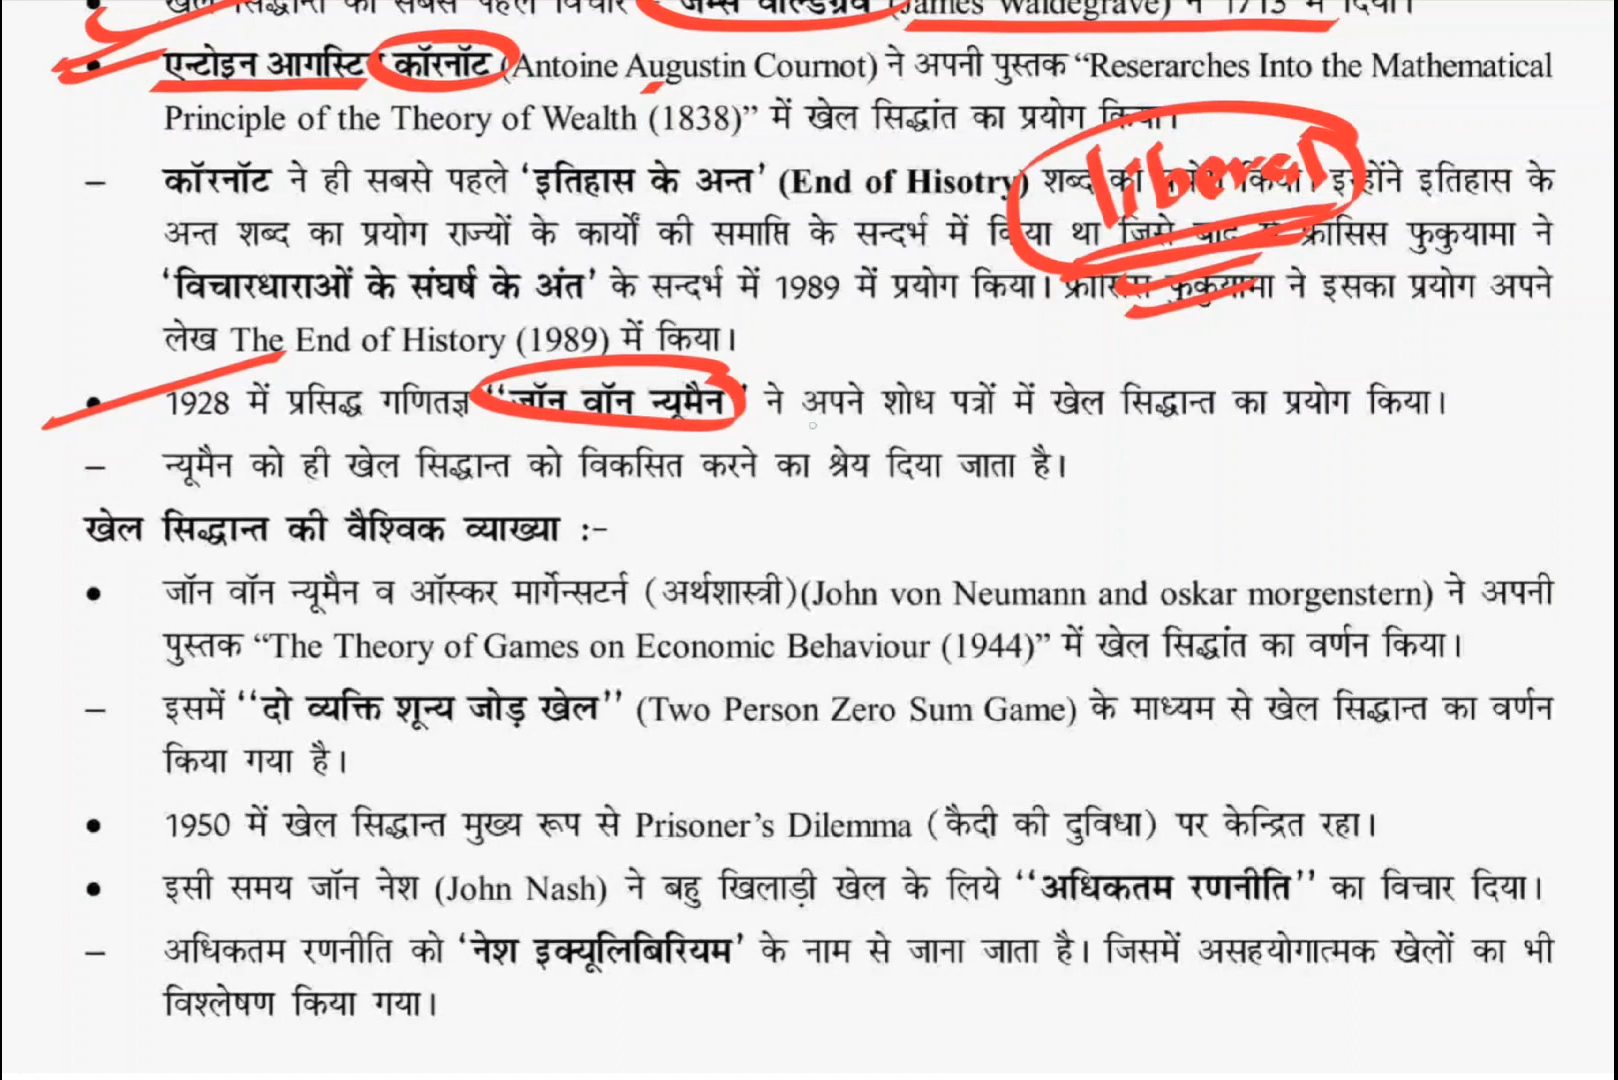 खेल सिद्धान्त का सबसे पहले विचार – जेम्स वाल्डेग्रेव (James Waldegrave) ने 1713 में दिया।
• एन्टोइन आगस्टि कॉरनॉट (Antoine Augustin Cournot) ने अपनी पुस्तक “Reserarches Into the Mathematical
Principle of the Theory of Wealth (1838)” में खेल सिद्धांत का प्रयोग किया।
– कॉरनॉट ने ही सबसे पहले ‘इतिहास के अन्त’ (End of Hisotry) शब्द का किया। इन्होंने इतिहास के
liberal
अन्त शब्द का प्रयोग राज्यों के कार्यों की समाप्ति के सन्दर्भ में किया था जिसे बाद में फ्रांसिस फुकुयामा ने
‘विचारधाराओं के संघर्ष के अंत’ के सन्दर्भ में 1989 में प्रयोग किया। फ्रांसिस फुकुयामा ने इसका प्रयोग अपने
लेख The End of History (1989) में किया।
• 1928 में प्रसिद्ध गणितज्ञ ‘‘जॉन वॉन न्यूमैन’ ने अपने शोध पत्रों में खेल सिद्धान्त का प्रयोग किया।
– न्यूमैन को ही खेल सिद्धान्त को विकसित करने का श्रेय दिया जाता है।
खेल सिद्धान्त की वैश्विक व्याख्या :-
• जॉन वॉन न्यूमैन व ऑस्कर मार्गेन्सटर्न (अर्थशास्त्री)(John von Neumann and oskar morgenstern) ने अपनी
पुस्तक “The Theory of Games on Economic Behaviour (1944)” में खेल सिद्धांत का वर्णन किया।
– इसमें ‘‘दो व्यक्ति शून्य जोड़ खेल’’ (Two Person Zero Sum Game) के माध्यम से खेल सिद्धान्त का वर्णन
किया गया है।
• 1950 में खेल सिद्धान्त मुख्य रूप से Prisoner’s Dilemma (कैदी की दुविधा) पर केन्द्रित रहा।
• इसी समय जॉन नेश (John Nash) ने बहु खिलाड़ी खेल के लिये ‘‘अधिकतम रणनीति’’ का विचार दिया।
– अधिकतम रणनीति को ‘नेश इक्यूलिबिरियम’ के नाम से जाना जाता है। जिसमें असहयोगात्मक खेलों का भी
विश्लेषण किया गया।